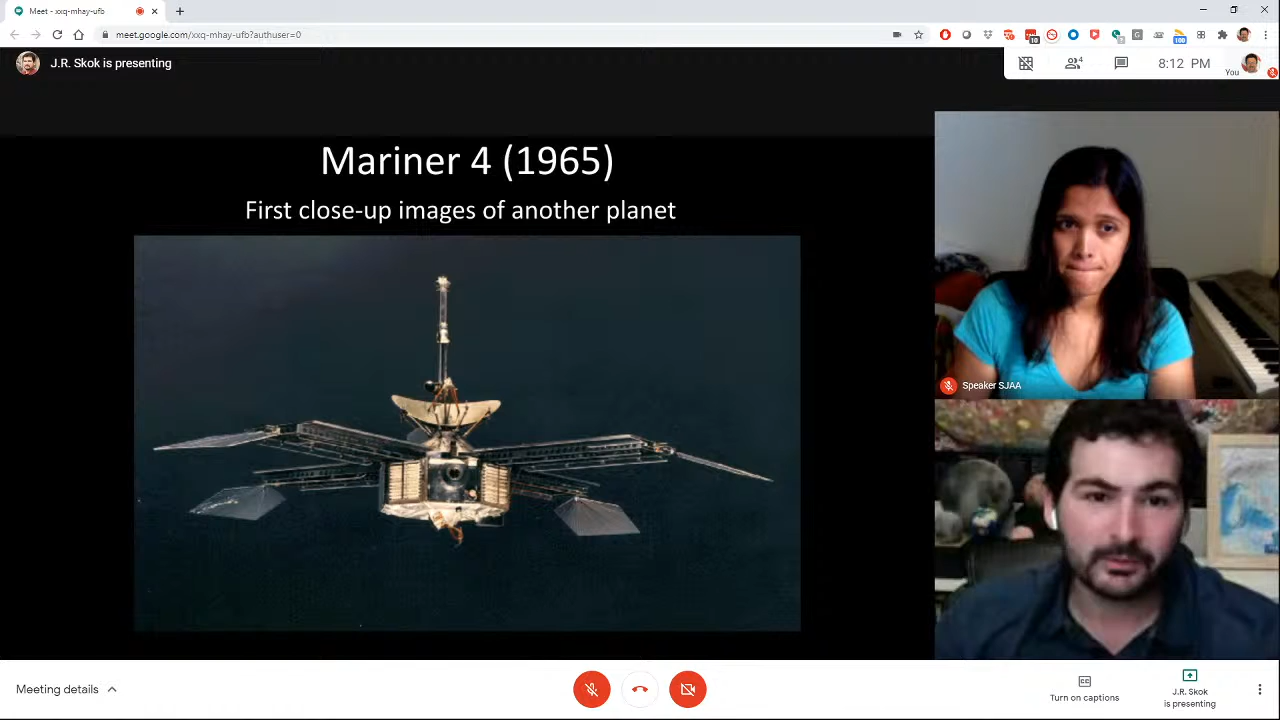 Meet - xxq-mhay-ufb
meet.google.com/xxq-mhay-ufb?authuser=0
J.R. Skok is presenting
4
8:12 PM
You
Mariner 4 (1965)
First close-up images of another planet
Speaker SJAA
Meeting details
Turn on captions
J.R. Skok
is presenting